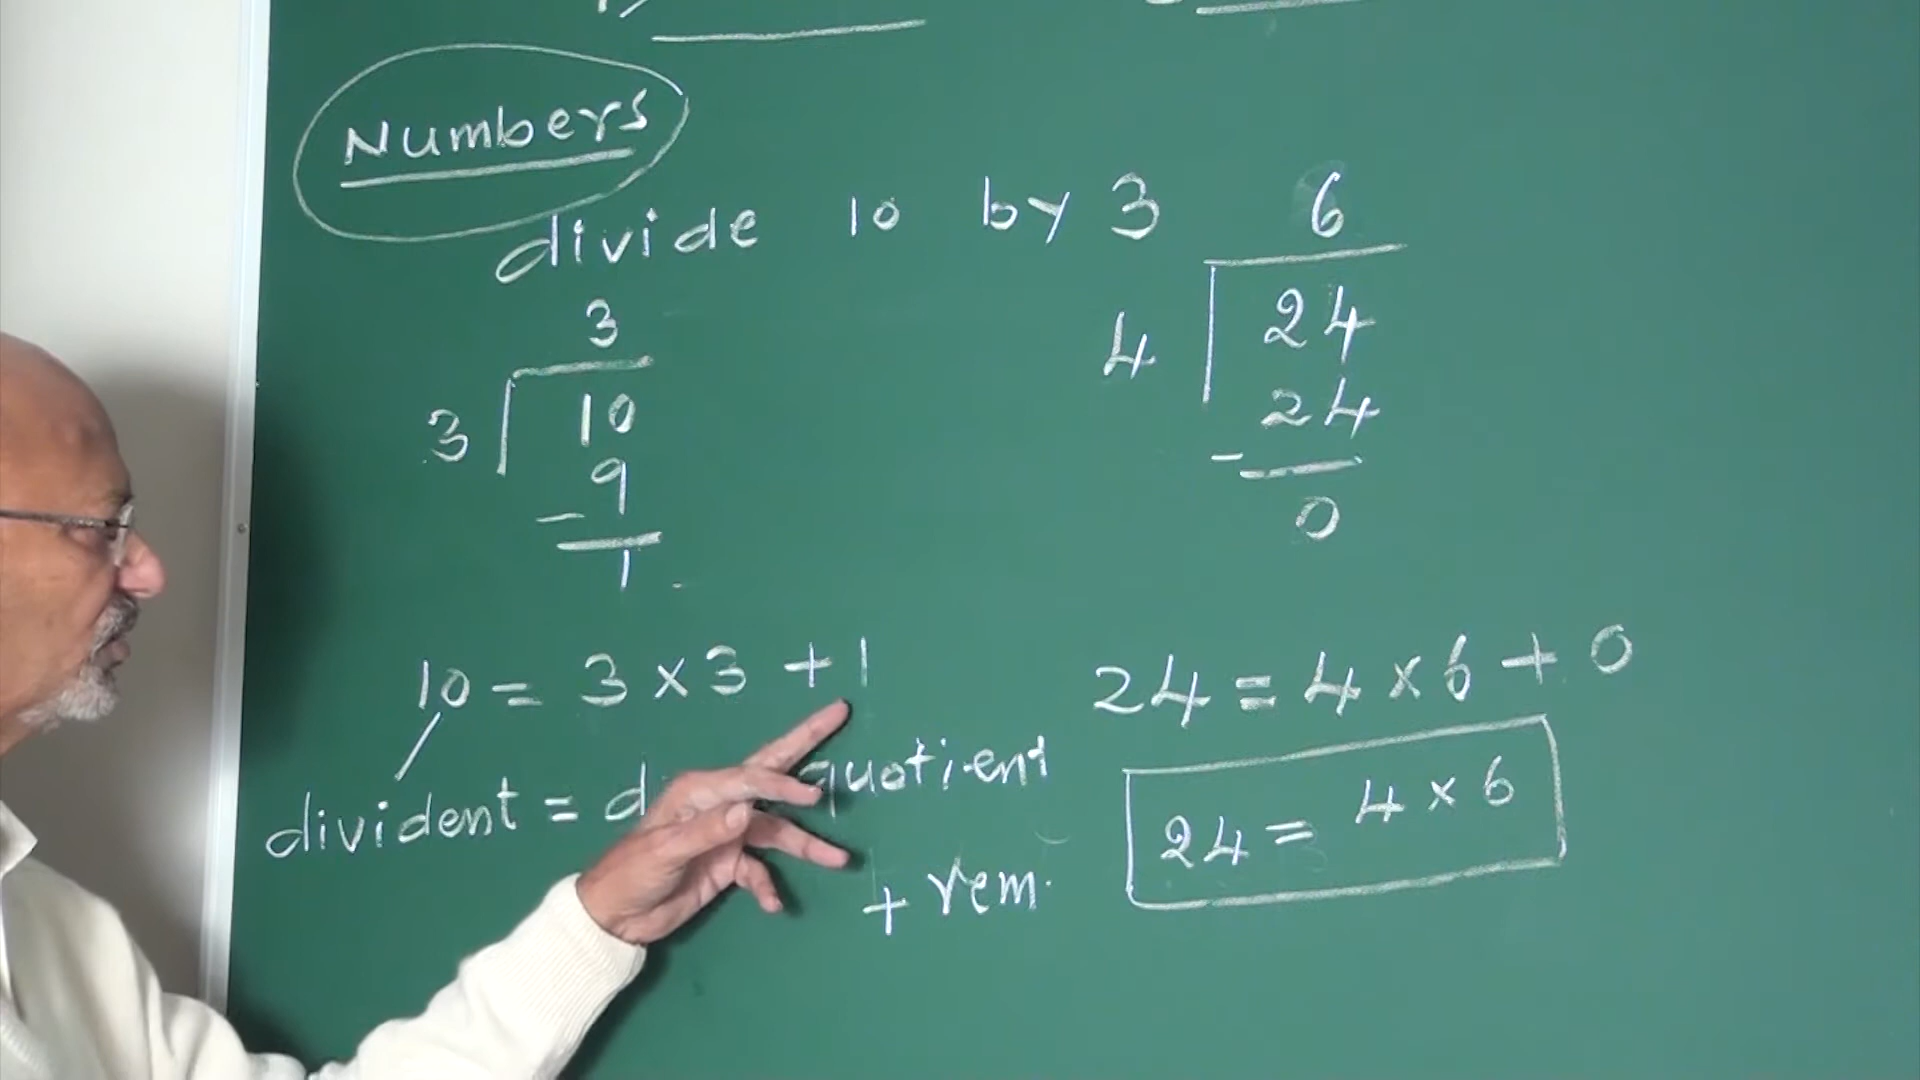 Numbers
divide 10 by 3
3
3 10
- 9
1
10 = 3 × 3 + 1
divident = quotient
+ rem.
6
4 24
- 24
0
24 = 4 × 6 + 0
24 = 4 × 6